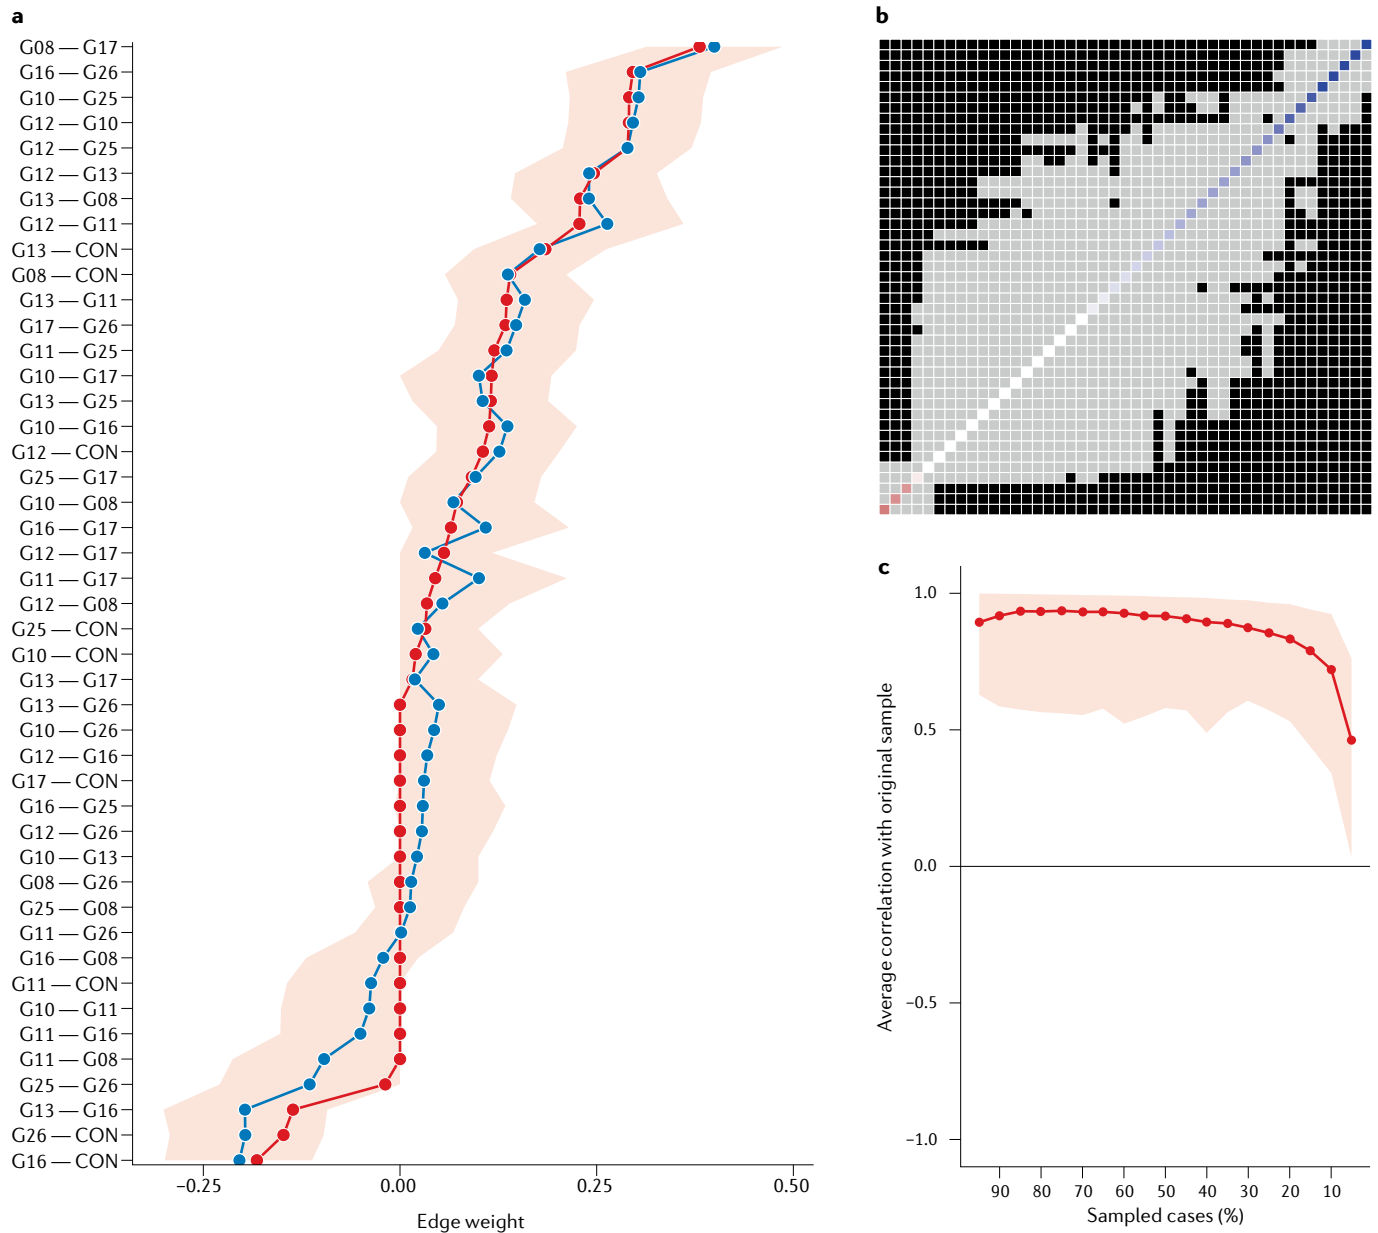 a
G08 — G17
G16 — G26
G10 — G25
G12 — G10
G12 — G25
G12 — G13
G13 — G08
G12 — G11
G13 — CON
G08 — CON
G13 — G11
G17 — G26
G11 — G25
G10 — G17
G13 — G25
G10 — G16
G12 — CON
G25 — G17
G10 — G08
G16 — G17
G12 — G17
G11 — G17
G12 — G08
G25 — CON
G10 — CON
G13 — G17
G13 — G26
G10 — G26
G12 — G16
G17 — CON
G16 — G25
G12 — G26
G10 — G13
G08 — G26
G25 — G08
G11 — G26
G16 — G08
G11 — CON
G10 — G11
G11 — G16
G11 — G08
G25 — G26
G13 — G16
G26 — CON
G16 — CON
−0.25 0.00 0.25 0.50
Edge weight
b
c
Average correlation with original sample
1.0
0.5
0.0
−0.5
−1.0
90 80 70 60 50 40 30 20 10
Sampled cases (%)